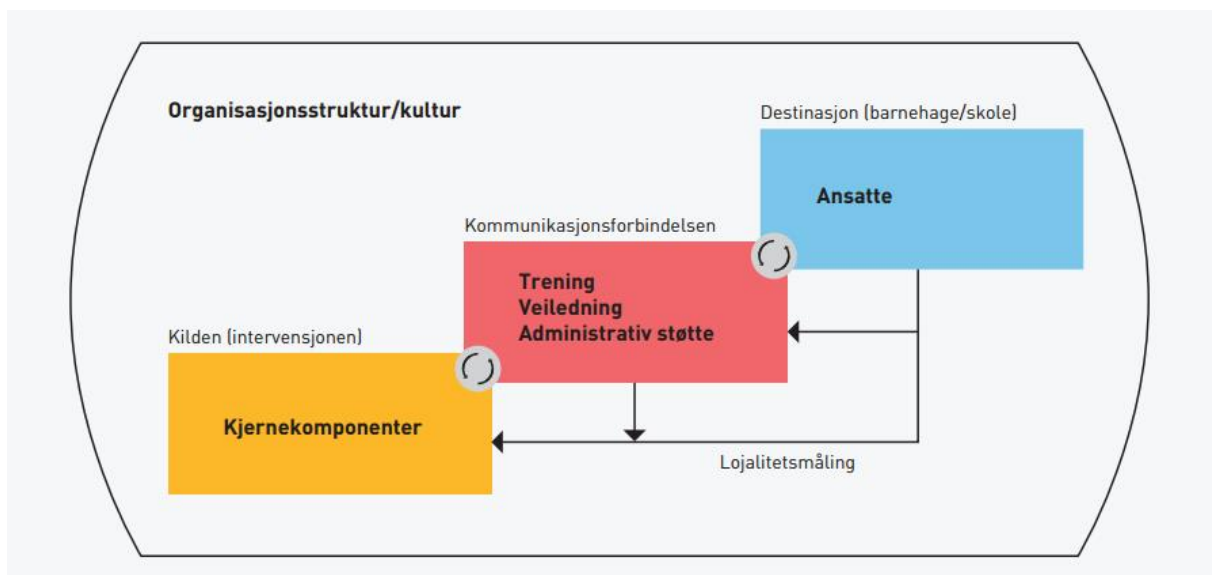 Organisasjonsstruktur/kultur
Destinasjon (barnehage/skole)
Ansatte
Kommunikasjonsforbindelsen
Trening
Veiledning
Administrativ støtte
Kilden (intervensjonen)
Kjernekomponenter
Lojalitetsmåling